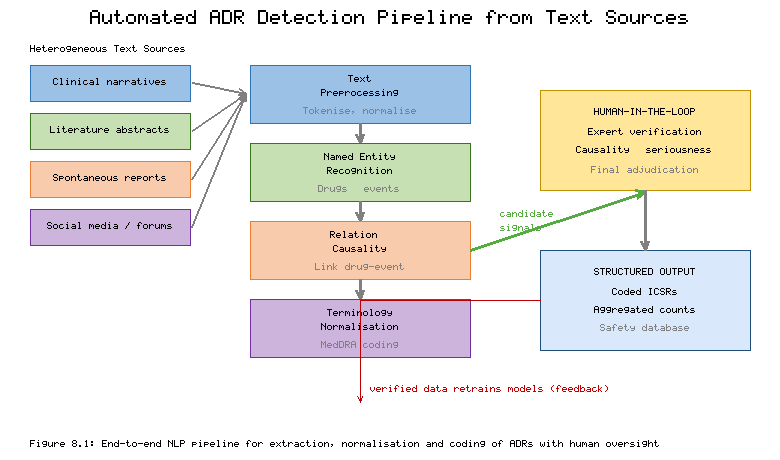 Automated ADR Detection Pipeline from Text Sources
Heterogeneous Text Sources
Clinical narratives
Literature abstracts
Spontaneous reports
Social media / forums
Text
Preprocessing
Tokenise, normalise
Named Entity
Recognition
Drugs events
Relation
Causality
Link drug-event
Terminology
Normalisation
MedDRA coding
candidate
signals
HUMAN-IN-THE-LOOP
Expert verification
Causality seriousness
Final adjudication
STRUCTURED OUTPUT
Coded ICSRs
Aggregated counts
Safety database
verified data retrains models (feedback)
Figure 8.1: End-to-end NLP pipeline for extraction, normalisation and coding of ADRs with human oversight